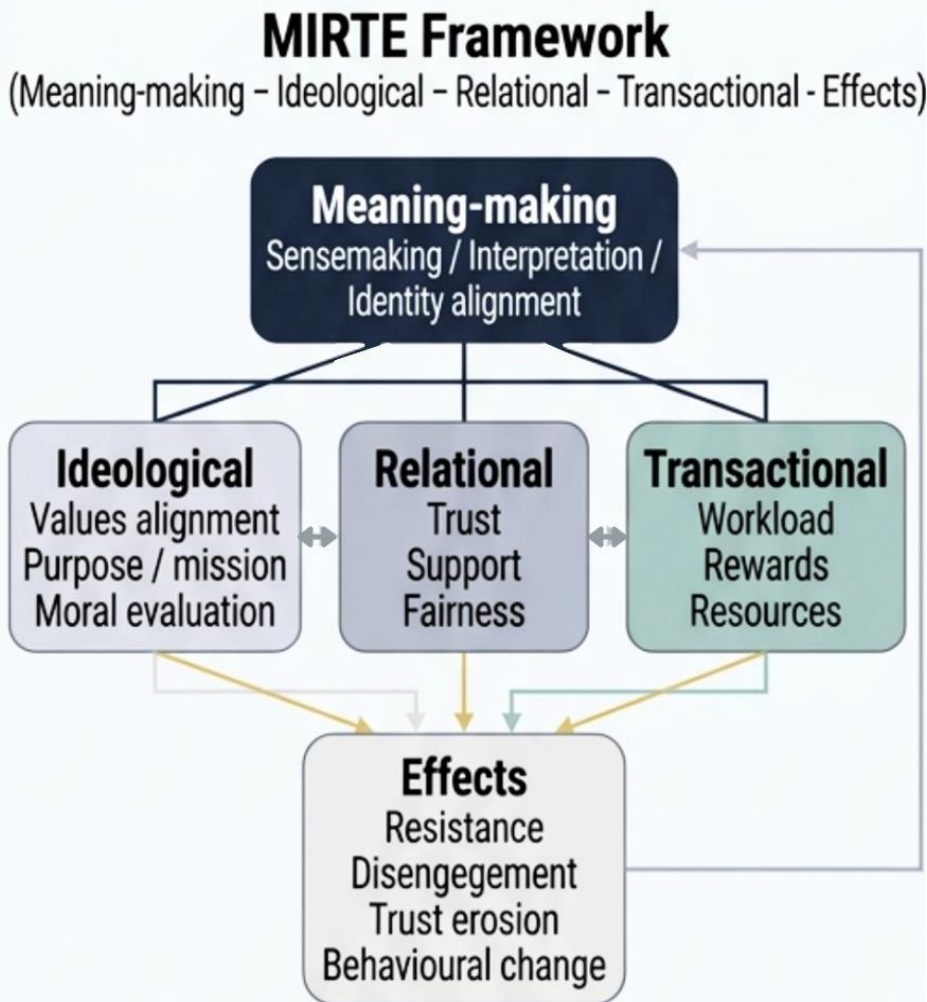 MIRTE Framework
(Meaning-making – Ideological – Relational – Transactional - Effects)
Meaning-making
Sensemaking / Interpretation /
Identity alignment
Ideological
Values alignment
Purpose / mission
Moral evaluation
Relational
Trust
Support
Fairness
Transactional
Workload
Rewards
Resources
Effects
Resistance
Disengegement
Trust erosion
Behavioural change